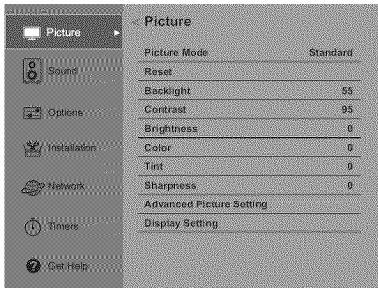 Picture
Sound
Options
Installation
Network
Timers
Get Help
< Picture
Picture Mode Standard
Reset
Backlight 55
Contrast 95
Brightness 0
Color 0
Tint 0
Sharpness 0
Advanced Picture Setting
Display Setting